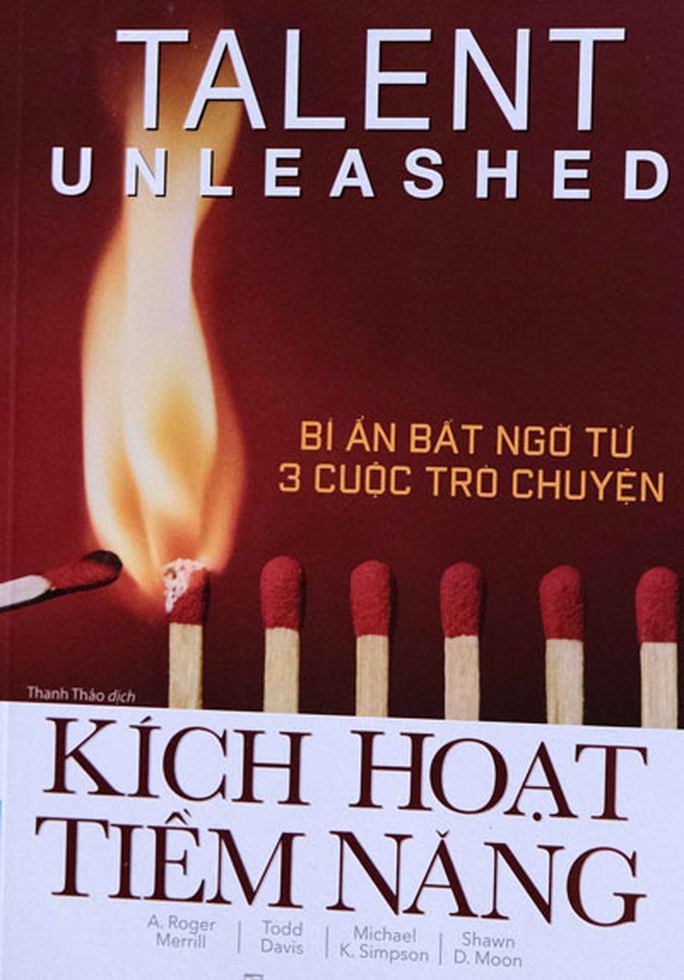 TALENT
UNLEASHED
BÍ ẨN BẤT NGỜ TỪ
3 CUỘC TRÒ CHUYỆN
Thanh Thảo dịch
KÍCH HOẠT
TIỀM NĂNG
A. Roger Merrill | Todd Davis | Michael K. Simpson | Shawn D. Moon